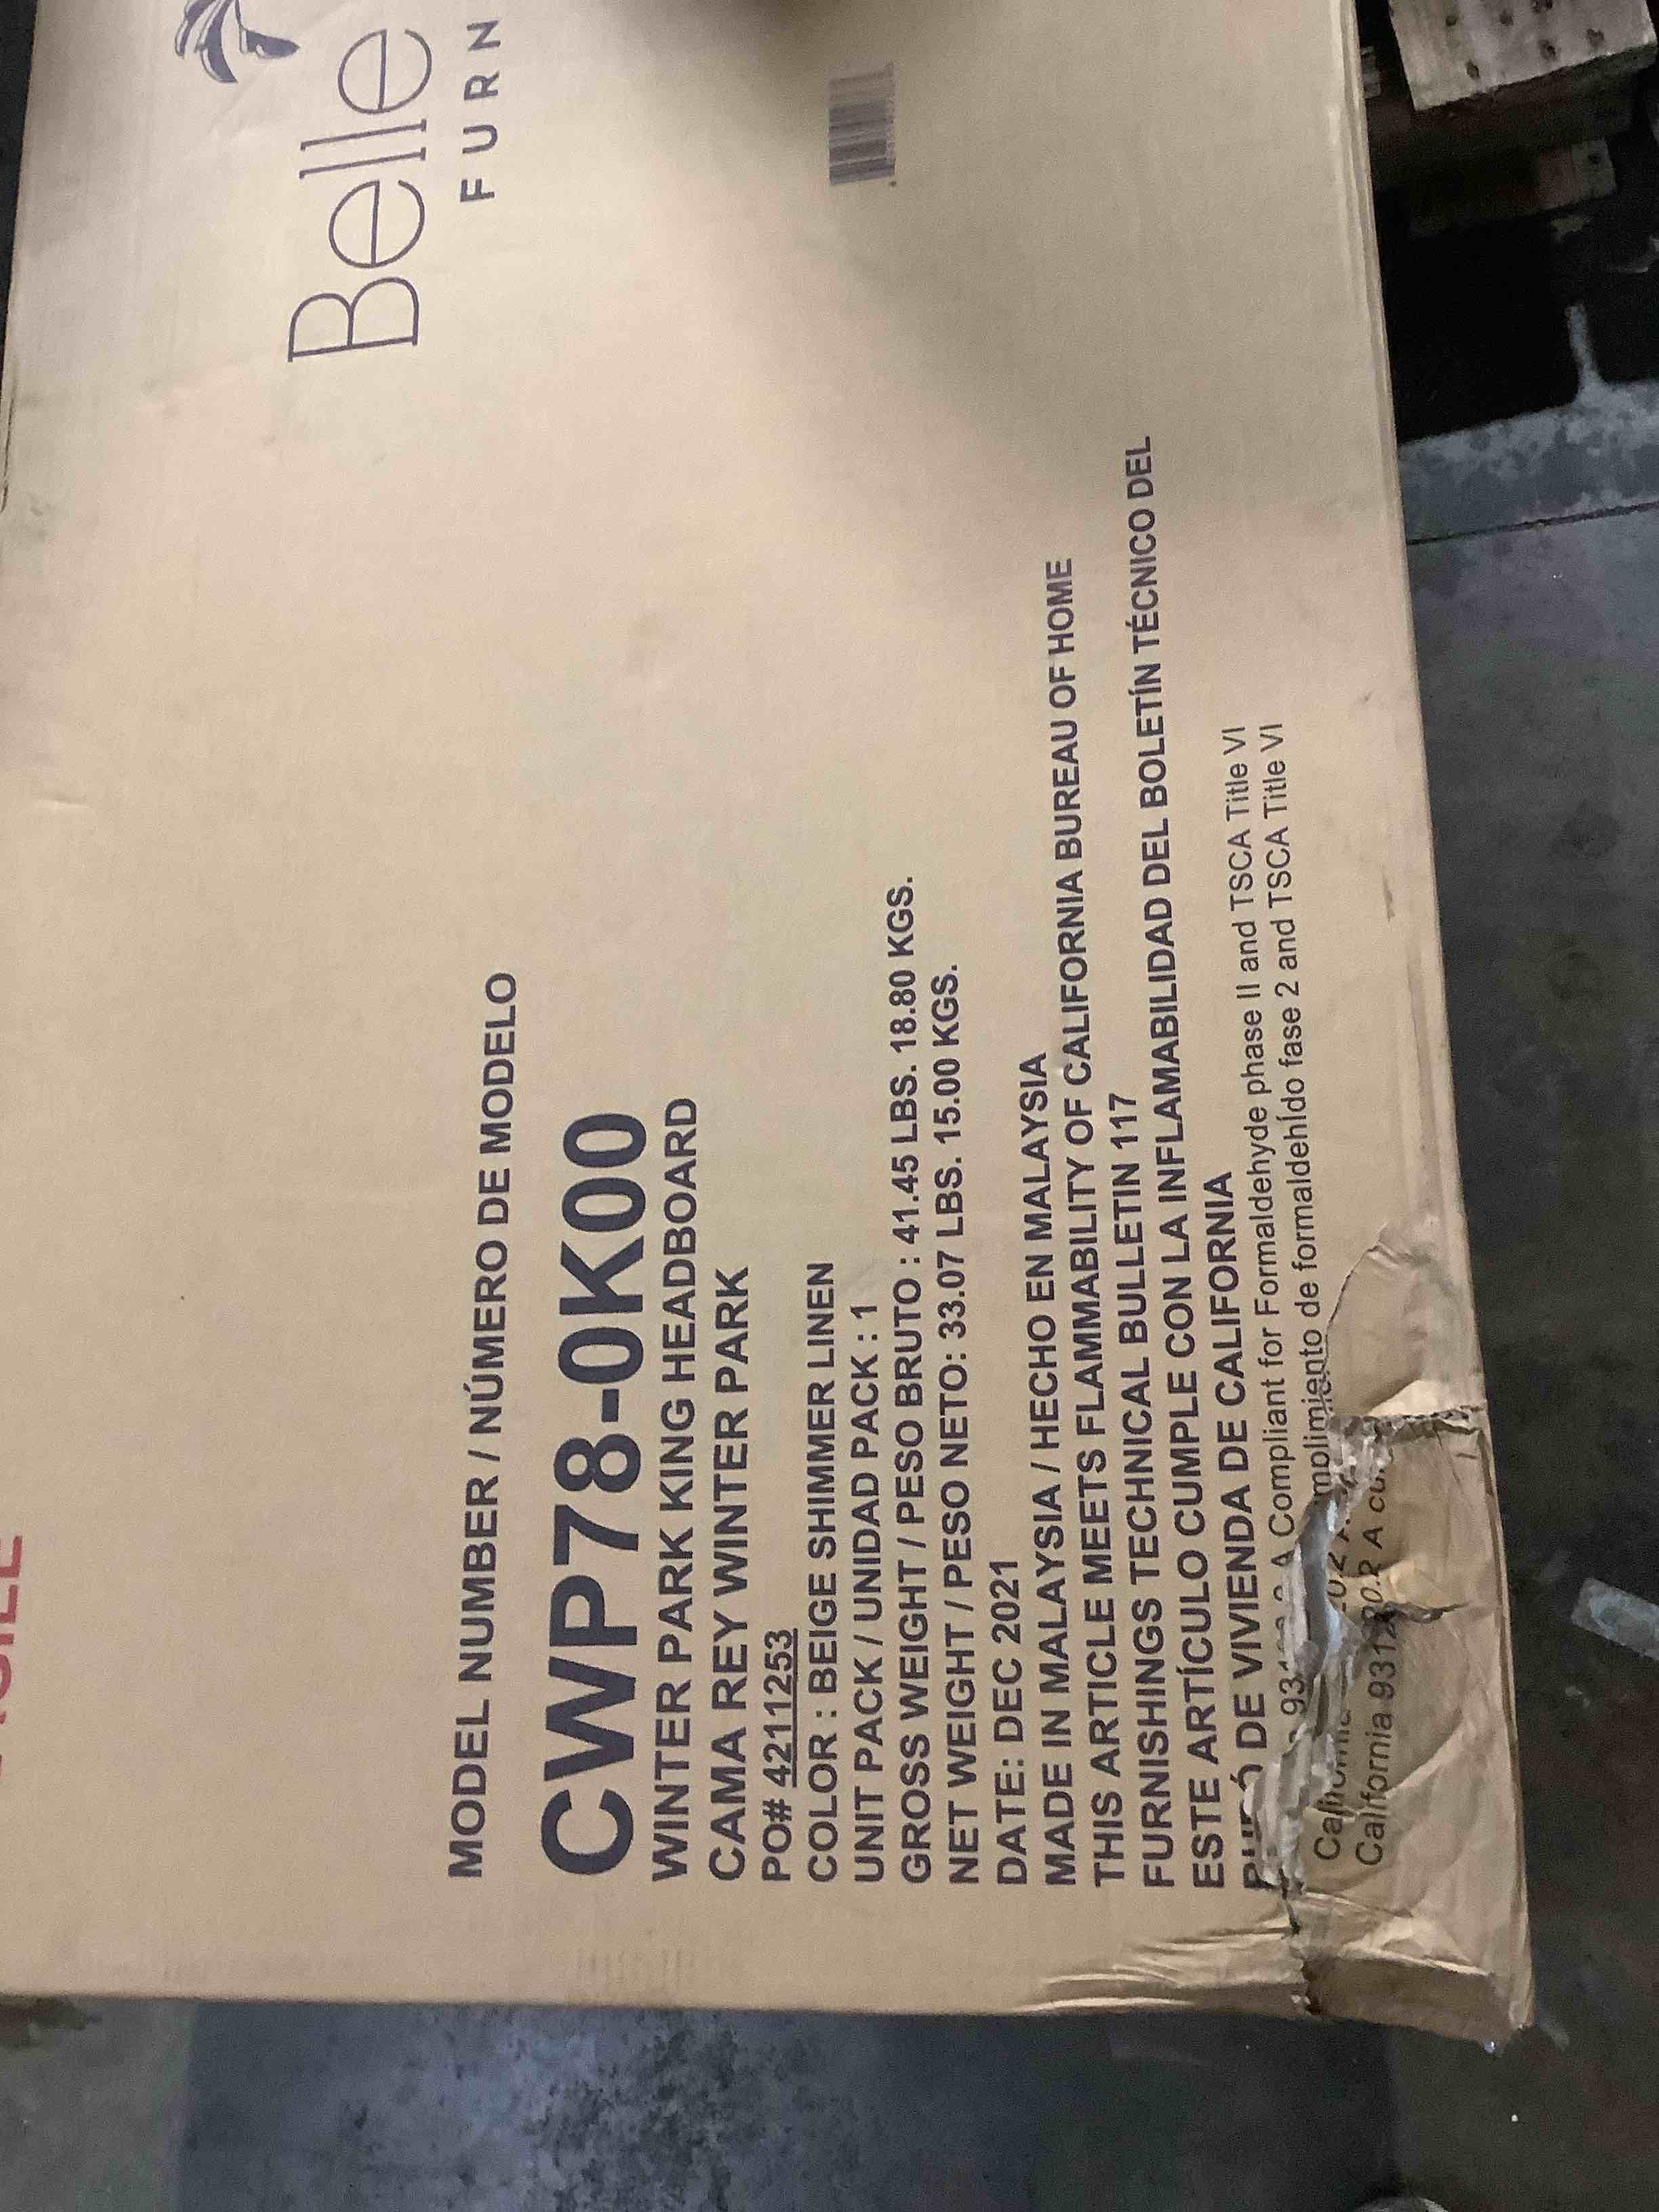 Belle
FURN
MODEL NUMBER / NÚMERO DE MODELO
CWP78-0K00
WINTER PARK KING HEADBOARD
CAMA REY WINTER PARK
PO# 4211253
COLOR : BEIGE SHIMMER LINEN
UNIT PACK / UNIDAD PACK : 1
GROSS WEIGHT / PESO BRUTO : 41.45 LBS. 18.80 KGS.
NET WEIGHT / PESO NETO: 33.07 LBS. 15.00 KGS.
DATE: DEC 2021
MADE IN MALAYSIA / HECHO EN MALAYSIA
THIS ARTICLE MEETS FLAMMABILITY OF CALIFORNIA BUREAU OF HOME
FURNISHINGS TECHNICAL BULLETIN 117
ESTE ARTÍCULO CUMPLE CON LA INFLAMABILIDAD DEL BOLETÍN TÉCNICO DEL
DE VIVIENDA DE CALIFORNIA
Compliant for Formaldehyde phase II and TSCA Title VI
de formaldehído fase 2 and TSCA Title VI
California